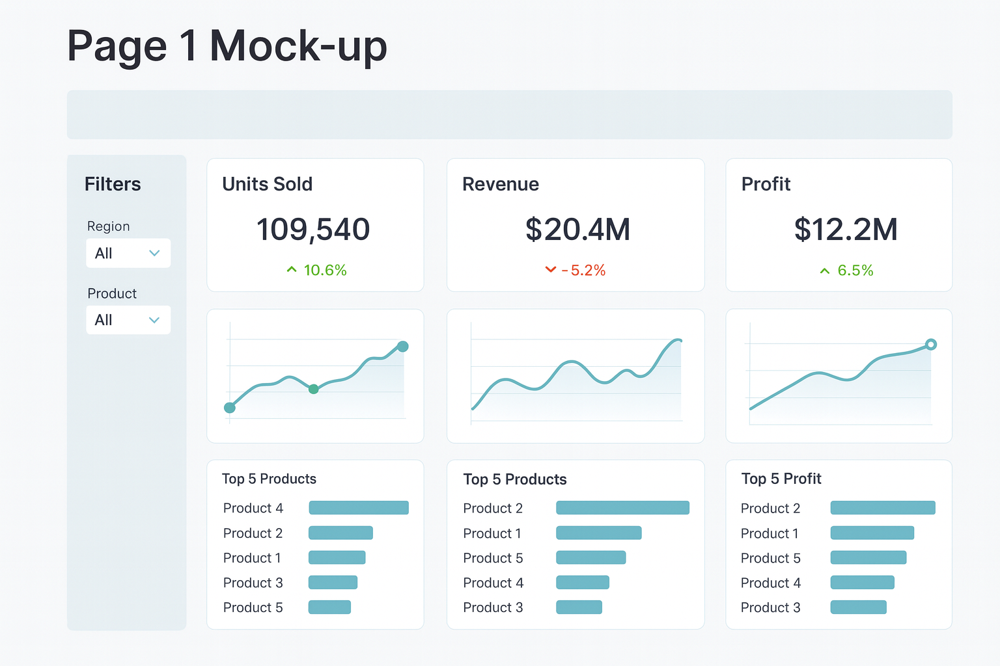 Page 1 Mock-up
Filters
Region
All
Product
All
Units Sold
109,540
10.6%
Revenue
$20.4M
-5.2%
Profit
$12.2M
6.5%
Top 5 Products
Product 4
Product 2
Product 1
Product 3
Product 5
Top 5 Products
Product 2
Product 1
Product 5
Product 4
Product 3
Top 5 Profit
Product 2
Product 1
Product 5
Product 4
Product 3